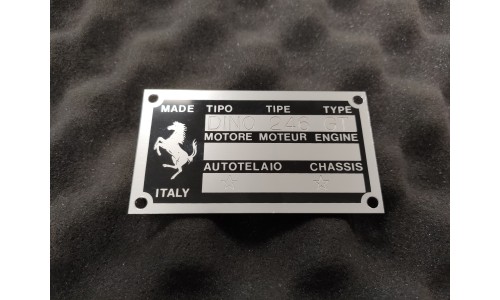 MADE TIPO TIPE TYPE
DINO 246 GT
MOTORE MOTEUR ENGINE
AUTOTELAIO CHASSIS
ITALY